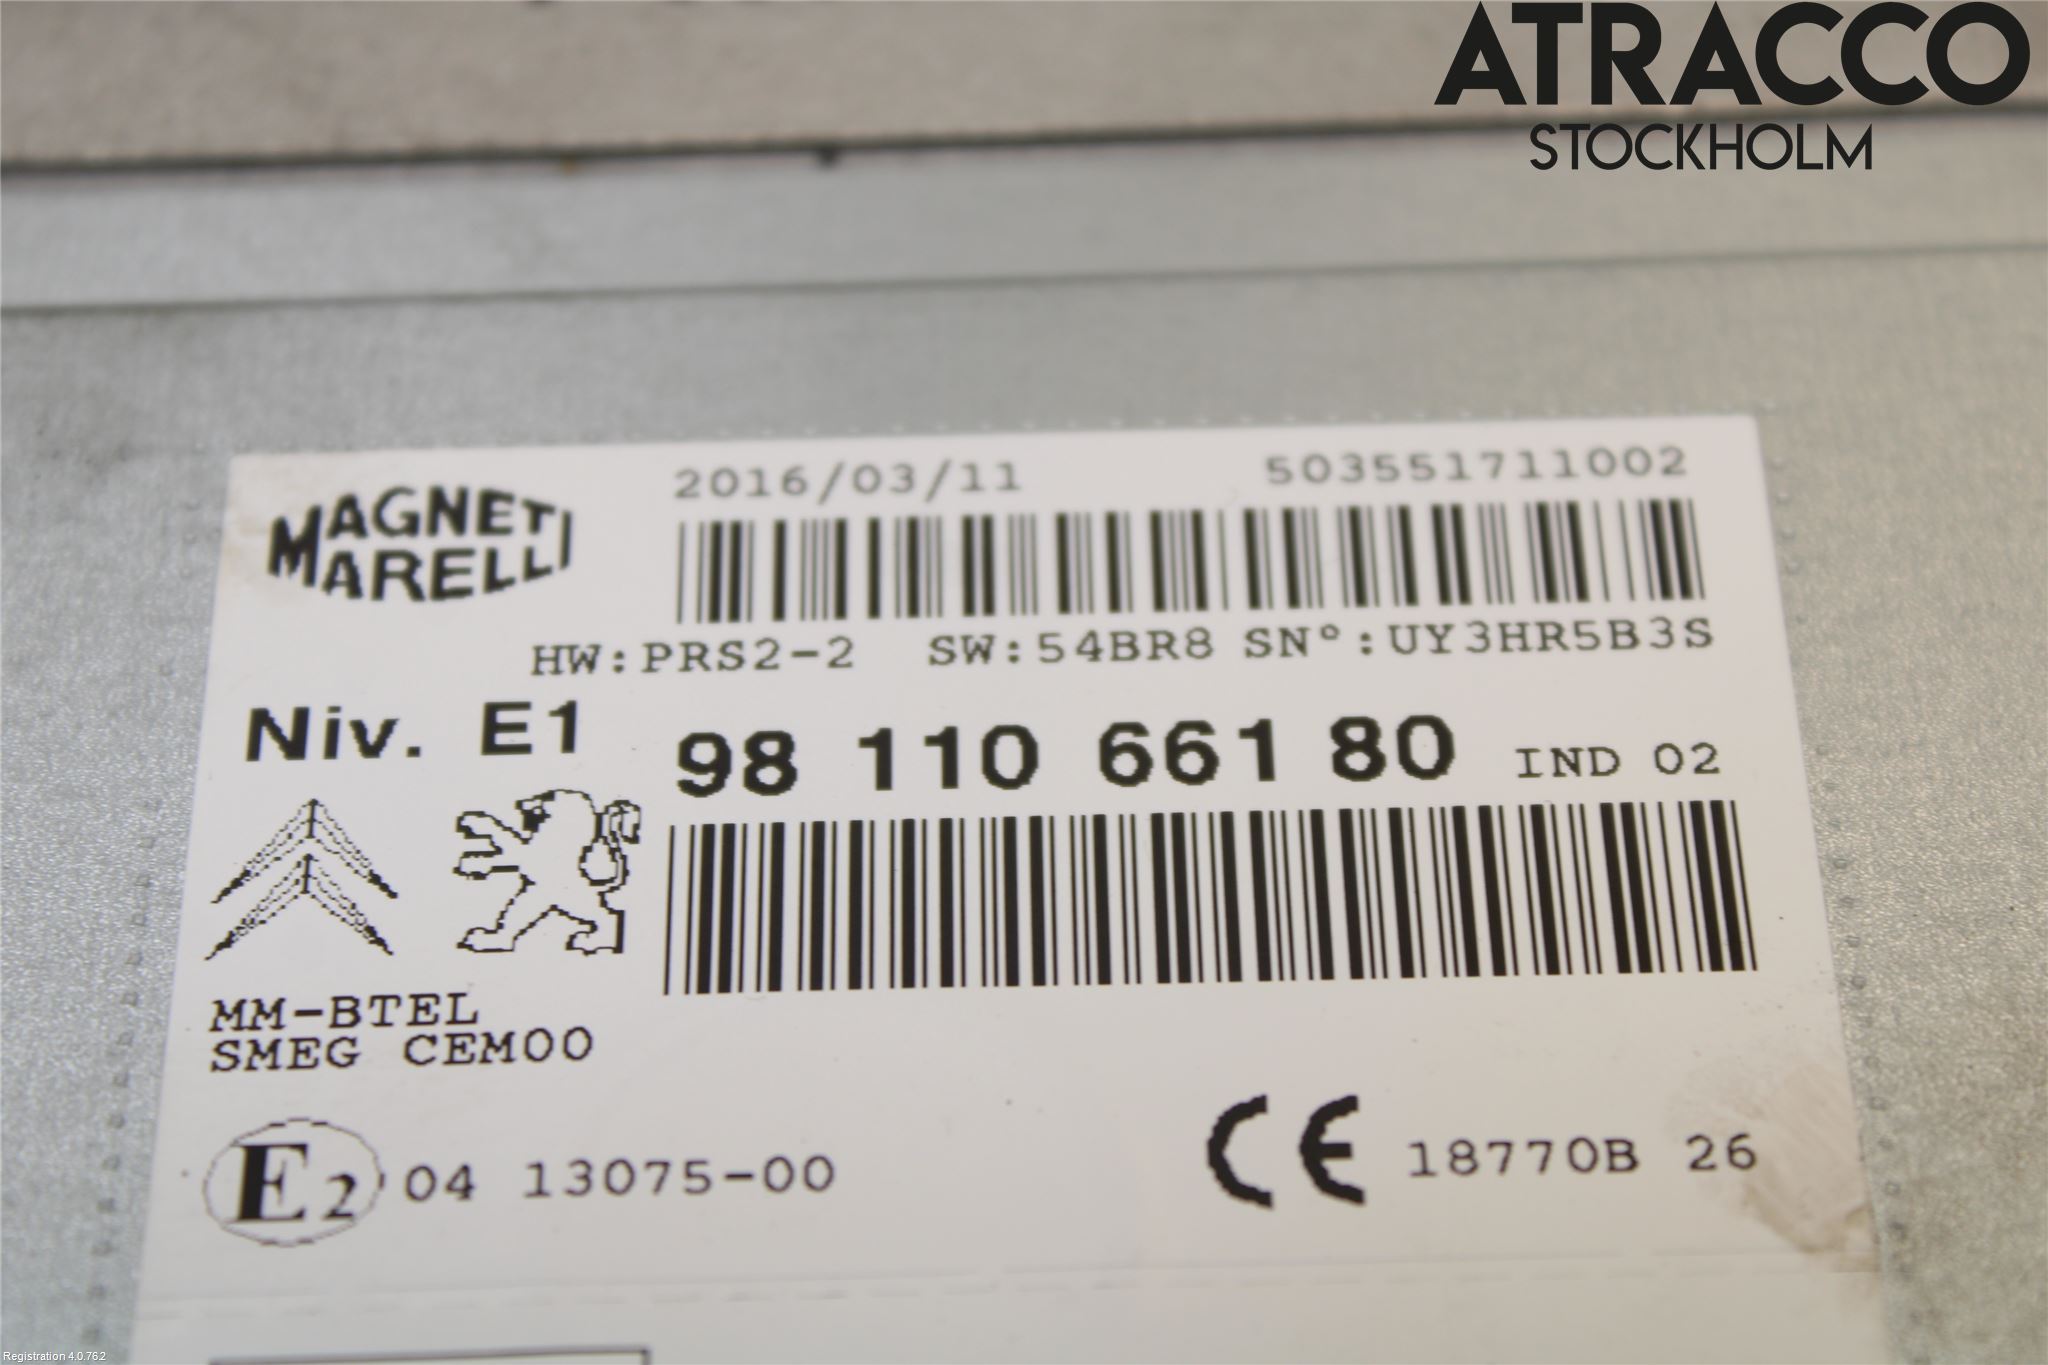 ATRACCO
STOCKHOLM
MAGNETI
MARELLI
2016/03/11 503551711002
HW:PRS2-2 SW:54BR8 SN°:UY3HR5B3S
Niv. E1
98 110 661 80 IND 02
MM-BTEL
SMEG CEM00
E2 04 13075-00
CE 18770B 26
Registration 4.0.762